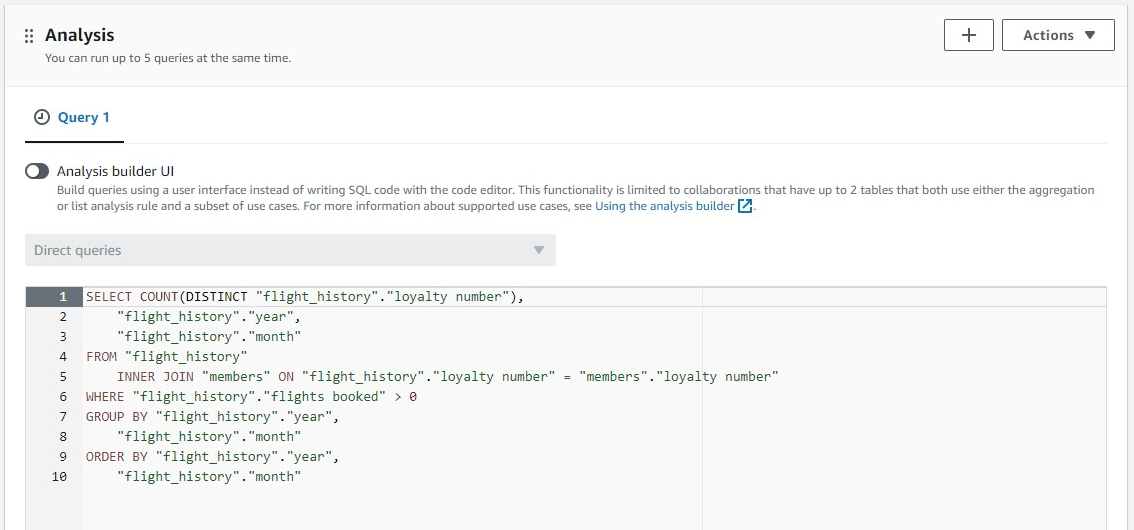 Analysis
You can run up to 5 queries at the same time.
+
Actions ▼
Query 1
Analysis builder UI
Build queries using a user interface instead of writing SQL code with the code editor. This functionality is limited to collaborations that have up to 2 tables that both use either the aggregation
or list analysis rule and a subset of use cases. For more information about supported use cases, see Using the analysis builder.
Direct queries
1 SELECT COUNT(DISTINCT "flight_history"."loyalty number"),
2 "flight_history"."year",
3 "flight_history"."month"
4 FROM "flight_history"
5 INNER JOIN "members" ON "flight_history"."loyalty number" = "members"."loyalty number"
6 WHERE "flight_history"."flights booked" > 0
7 GROUP BY "flight_history"."year",
8 "flight_history"."month"
9 ORDER BY "flight_history"."year",
10 "flight_history"."month"